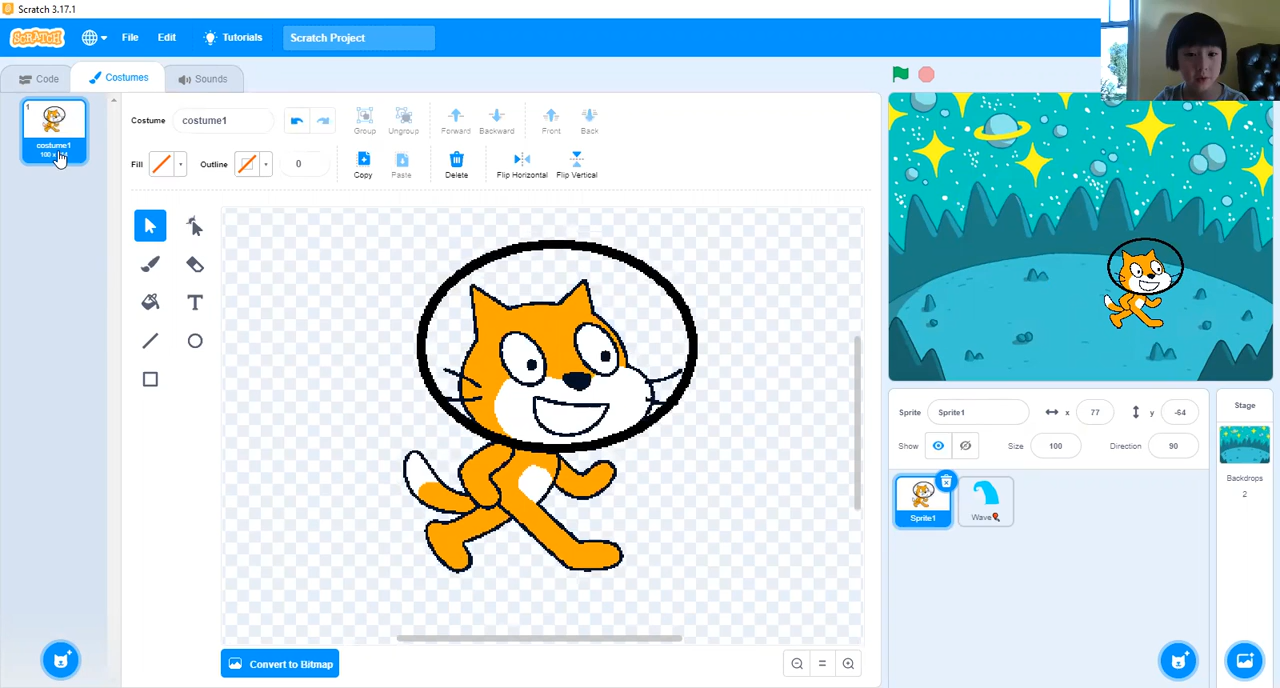 Scratch 3.17.1
SCRATCH File Edit Tutorials Scratch Project
Code Costumes Sounds
1
costume1
Costume costume1
Group Ungroup Forward Backward Front Back
Fill Outline 0
Copy Paste Delete Flip Horizontal Flip Vertical
T
Convert to Bitmap
Sprite Sprite1 x 77 y -64
Show Size 100 Direction 90
Sprite1 Wave
Stage
Backdrops
2